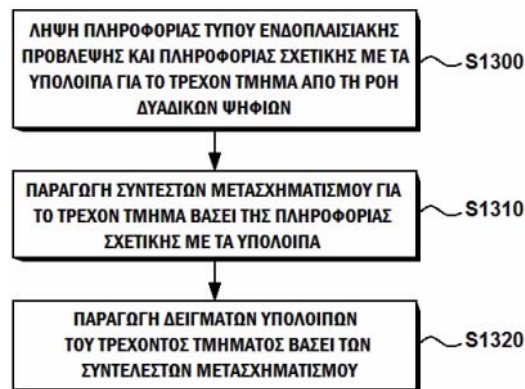 ΛΗΨΗ ΠΛΗΡΟΦΟΡΙΑΣ ΤΥΠΟΥ ΕΝΔΟΠΛΑΙΣΙΑΚΗΣ
ΠΡΟΒΛΕΨΗΣ ΚΑΙ ΠΛΗΡΟΦΟΡΙΑΣ ΣΧΕΤΙΚΗΣ ΜΕ ΤΑ
ΥΠΟΛΟΙΠΑ ΓΙΑ ΤΟ ΤΡΕΧΟΝ ΤΜΗΜΑ ΑΠΟ ΤΗ ΡΟΗ
ΔΥΑΔΙΚΩΝ ΨΗΦΙΩΝ
S1300
ΠΑΡΑΓΩΓΗ ΣΥΝΤΕΣΤΩΝ ΜΕΤΑΣΧΗΜΑΤΙΣΜΟΥ ΓΙΑ
ΤΟ ΤΡΕΧΟΝ ΤΜΗΜΑ ΒΑΣΕΙ ΤΗΣ ΠΛΗΡΟΦΟΡΙΑΣ
ΣΧΕΤΙΚΗΣ ΜΕ ΤΑ ΥΠΟΛΟΙΠΑ
S1310
ΠΑΡΑΓΩΓΗ ΔΕΙΓΜΑΤΩΝ ΥΠΟΛΟΙΠΩΝ
ΤΟΥ ΤΡΕΧΟΝΤΟΣ ΤΜΗΜΑΤΟΣ ΒΑΣΕΙ ΤΩΝ
ΣΥΝΤΕΛΕΣΤΩΝ ΜΕΤΑΣΧΗΜΑΤΙΣΜΟΥ
S1320